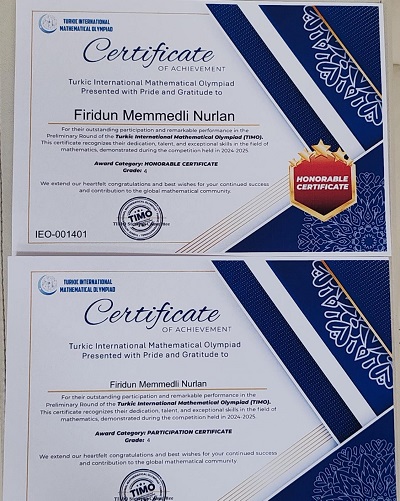 TURKIC INTERNATIONAL
MATHEMATICAL OLYMPIAD
Certificate
OF ACHIEVEMENT
Turkic International Mathematical Olympiad
Presented with Pride and Gratitude to
Firidun Memmedli Nurlan
For their outstanding participation and remarkable performance in the
Preliminary Round of the Turkic International Mathematical Olympiad (TIMO).
This certificate recognizes their dedication, talent, and exceptional skills in the field of
mathematics, demonstrated during the competition held in 2024-2025.
Award Category: HONORABLE CERTIFICATE
Grade: 4
HONORABLE
CERTIFICATE
We extend our heartfelt congratulations and best wishes for your continued success
and contribution to the global mathematical community.
TIMO
IEO-001401
TURKIC INTERNATIONAL
MATHEMATICAL OLYMPIAD
Certificate
OF ACHIEVEMENT
Turkic International Mathematical Olympiad
Presented with Pride and Gratitude to
Firidun Memmedli Nurlan
For their outstanding participation and remarkable performance in the
Preliminary Round of the Turkic International Mathematical Olympiad (TIMO).
This certificate recognizes their dedication, talent, and exceptional skills in the field of
mathematics, demonstrated during the competition held in 2024-2025.
Award Category: PARTICIPATION CERTIFICATE
Grade: 4
We extend our heartfelt congratulations and best wishes for your continued success
and contribution to the global mathematical community.
TIMO